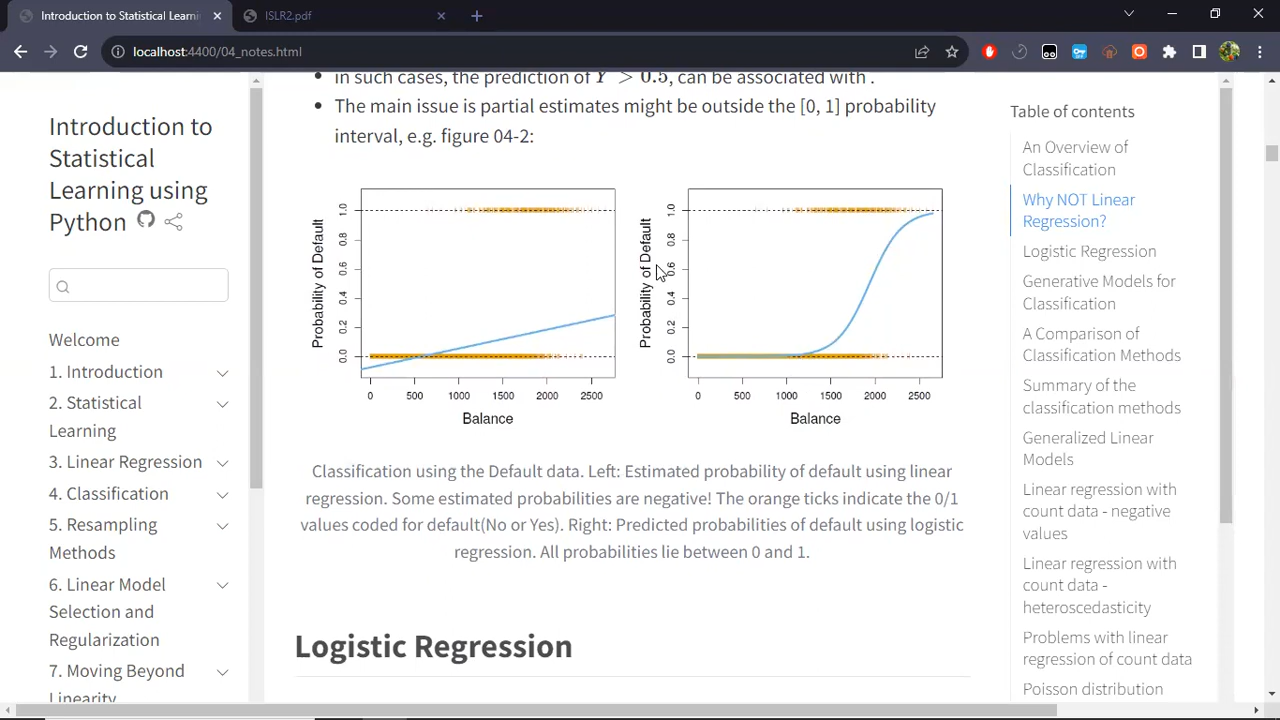 Introduction to Statistical Learni
ISLR2.pdf
localhost:4400/04_notes.html
Introduction to
Statistical
Learning using
Python
Welcome
1. Introduction
2. Statistical
Learning
3. Linear Regression
4. Classification
5. Resampling
Methods
6. Linear Model
Selection and
Regularization
7. Moving Beyond
Linearity
in such cases, the prediction of Y > 0.5, can be associated with .
The main issue is partial estimates might be outside the [0, 1] probability
interval, e.g. figure 04-2:
Probability of Default
1.0
0.8
0.6
0.4
0.2
0.0
0 500 1000 1500 2000 2500
Balance
Probability of Default
1.0
0.8
0.6
0.4
0.2
0.0
0 500 1000 1500 2000 2500
Balance
Classification using the Default data. Left: Estimated probability of default using linear
regression. Some estimated probabilities are negative! The orange ticks indicate the 0/1
values coded for default(No or Yes). Right: Predicted probabilities of default using logistic
regression. All probabilities lie between 0 and 1.
Logistic Regression
Table of contents
An Overview of
Classification
Why NOT Linear
Regression?
Logistic Regression
Generative Models for
Classification
A Comparison of
Classification Methods
Summary of the
classification methods
Generalized Linear
Models
Linear regression with
count data - negative
values
Linear regression with
count data -
heteroscedasticity
Problems with linear
regression of count data
Poisson distribution